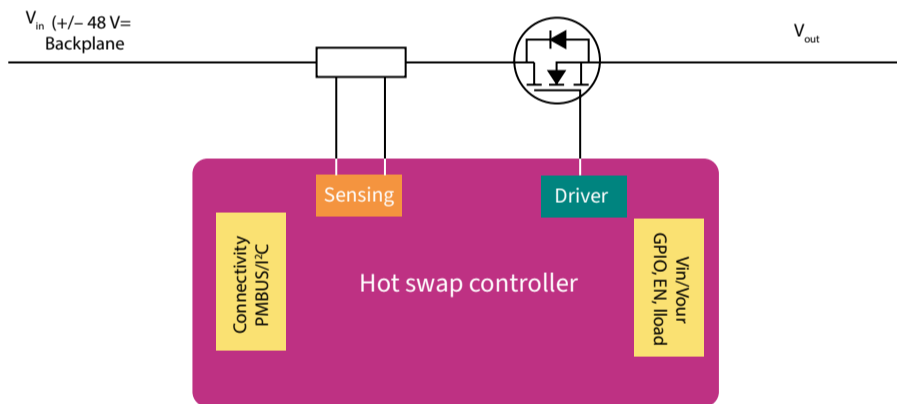 Vin (+/– 48 V=
Backplane
Vout
Sensing
Driver
Connectivity
PMBUS/I²C
Hot swap controller
Vin/Vour
GPIO, EN, Iload